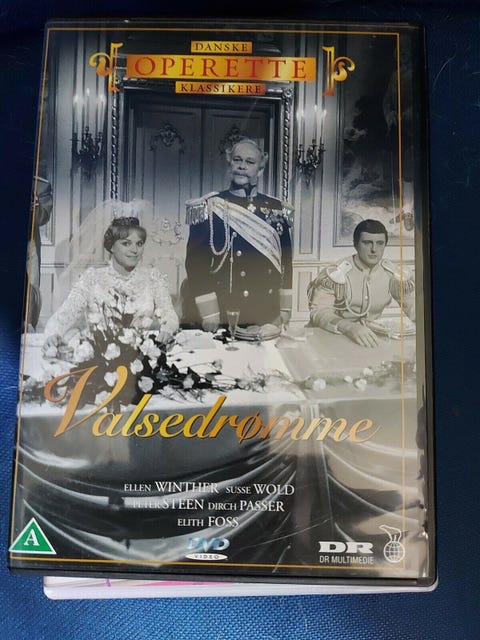 DANSKE
OPERETTE
KLASSIKERE
Valsedrømme
ELLEN WINTHER SUSSE WOLD
PETER STEEN DIRCH PASSER
ELITH FOSS
A
DVD
VIDEO
DR
DR MULTIMEDIE